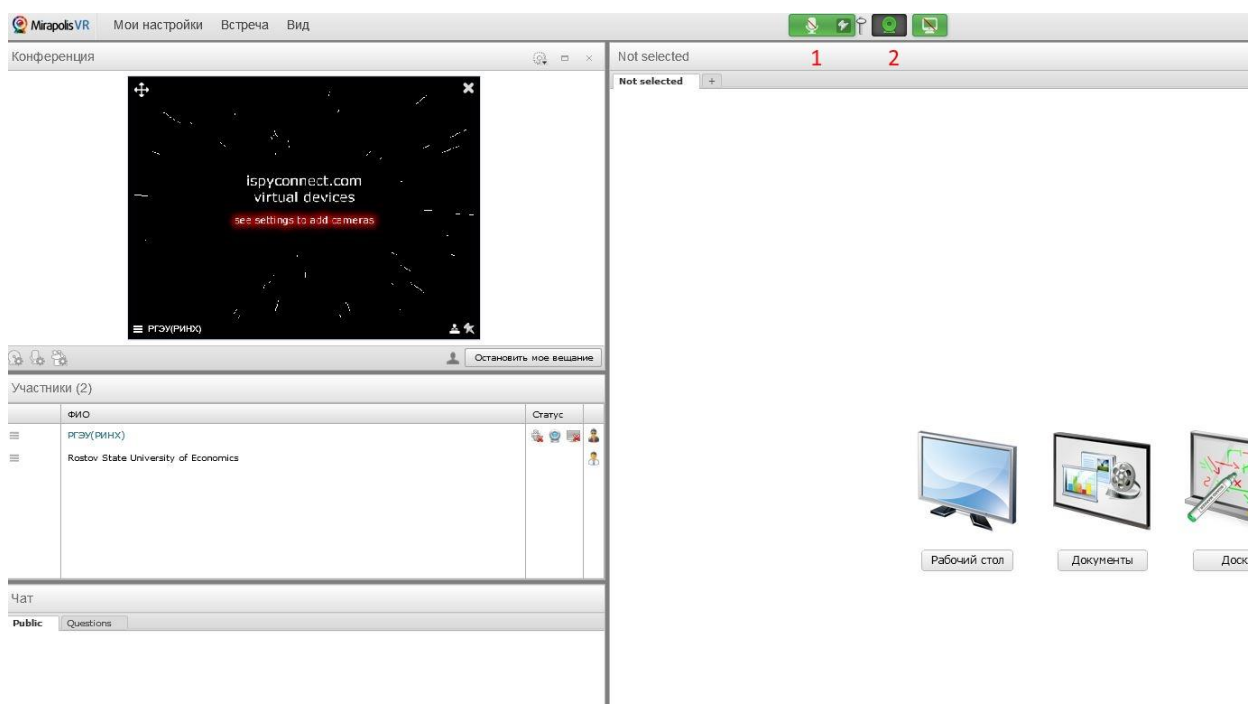 Mirapolis VR Мои настройки Встреча Вид
Конференция
ispyconnect.com
virtual devices
see settings to add cameras
РГЭУ(РИНХ)
Остановить мое вещание
Участники (2)
ФИО Статус
РГЭУ(РИНХ)
Rostov State University of Economics
Чат
Public Questions
1 2
Not selected
Not selected +
Рабочий стол Документы Доск